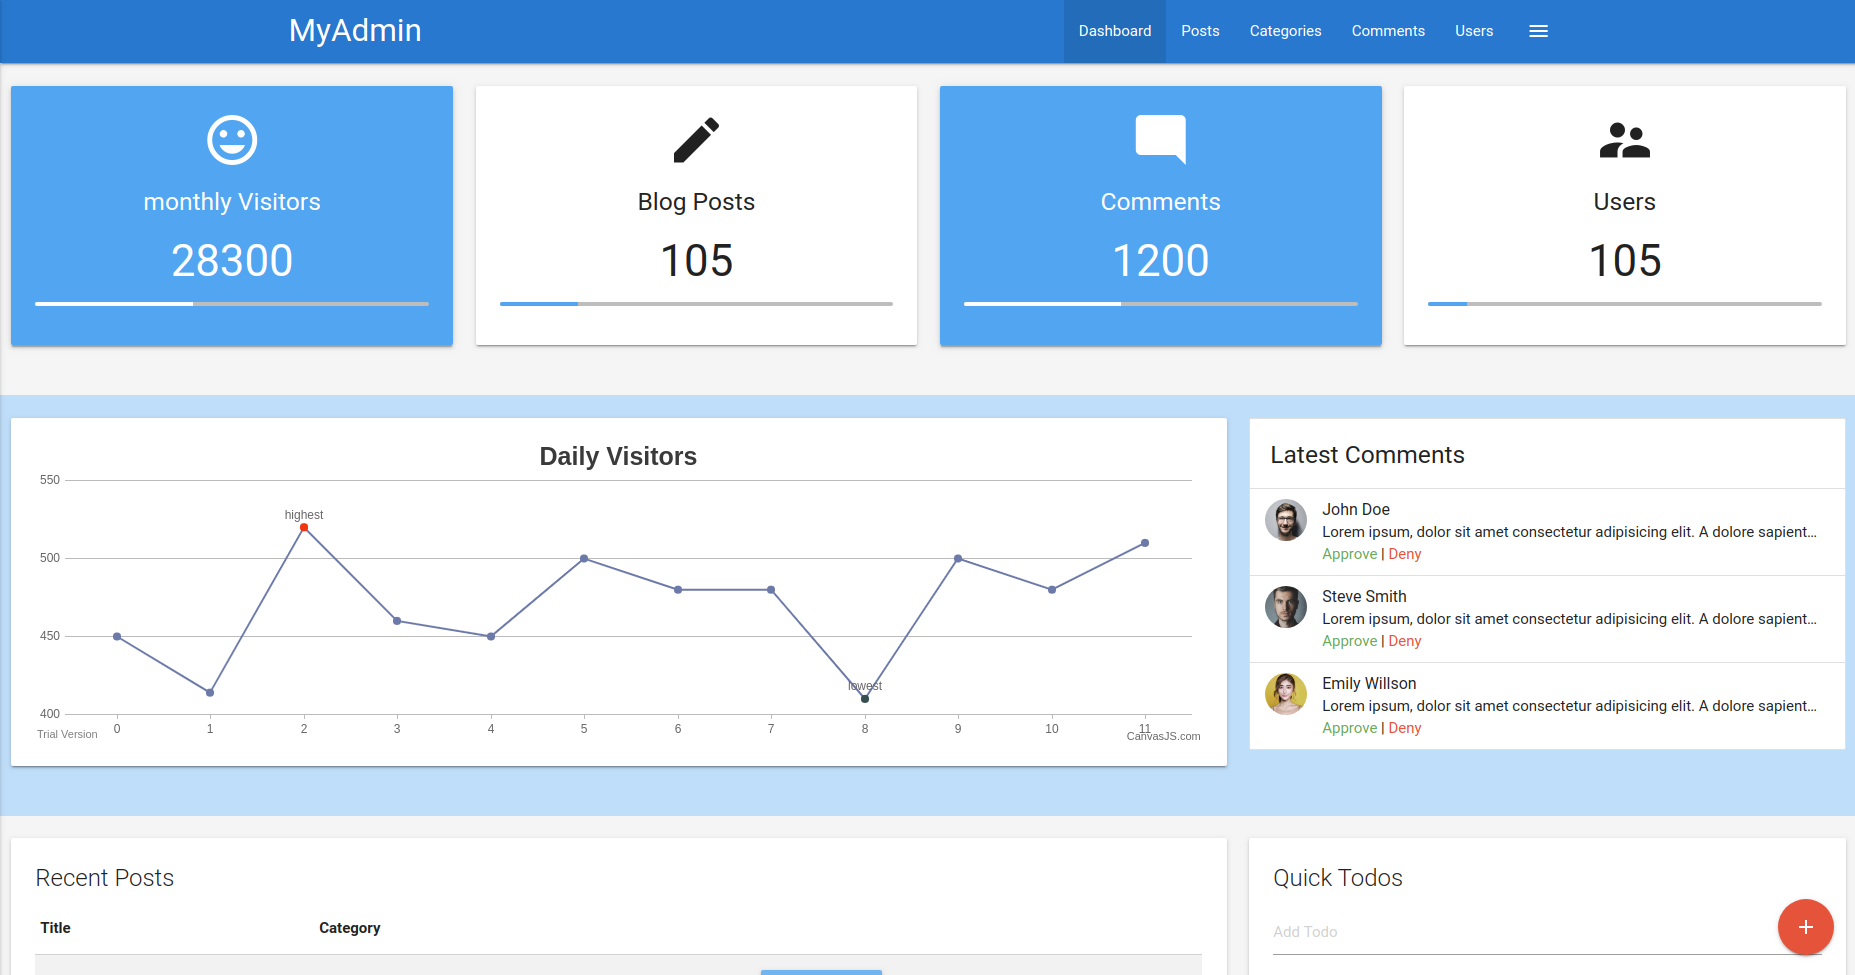 MyAdmin
Dashboard
Posts
Categories
Comments
Users
monthly Visitors
28300
Blog Posts
105
Comments
1200
Users
105
Daily Visitors
550
500
450
400
highest
lowest
0 1 2 3 4 5 6 7 8 9 10 11
Trial Version
CanvasJS.com
Latest Comments
John Doe
Lorem ipsum, dolor sit amet consectetur adipisicing elit. A dolore sapient...
Approve | Deny
Steve Smith
Lorem ipsum, dolor sit amet consectetur adipisicing elit. A dolore sapient...
Approve | Deny
Emily Willson
Lorem ipsum, dolor sit amet consectetur adipisicing elit. A dolore sapient...
Approve | Deny
Recent Posts
Title Category
Quick Todos
Add Todo